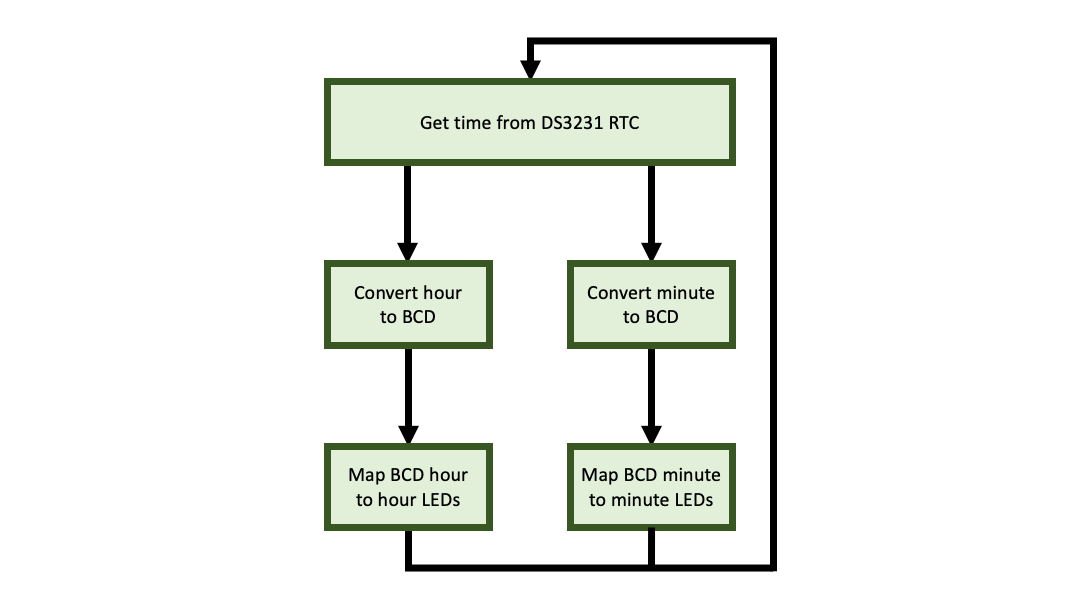 Get time from DS3231 RTC
Convert hour
to BCD
Convert minute
to BCD
Map BCD hour
to hour LEDs
Map BCD minute
to minute LEDs